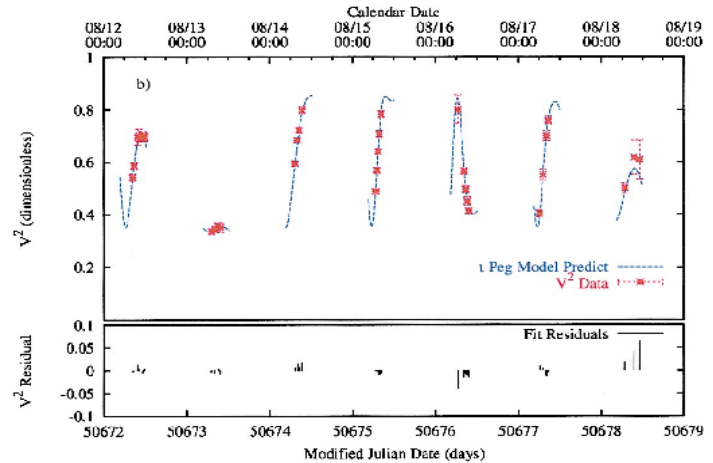 Calendar Date
08/12 08/13 08/14 08/15 08/16 08/17 08/18 08/19
00:00 00:00 00:00 00:00 00:00 00:00 00:00 00:00
1
b)
0.8
0.6
0.4
0.2
V² (dimensionless)
ι Peg Model Predict
V² Data
0.1
Fit Residuals
0.05
0
-0.05
-0.1
V² Residual
50672 50673 50674 50675 50676 50677 50678 50679
Modified Julian Date (days)